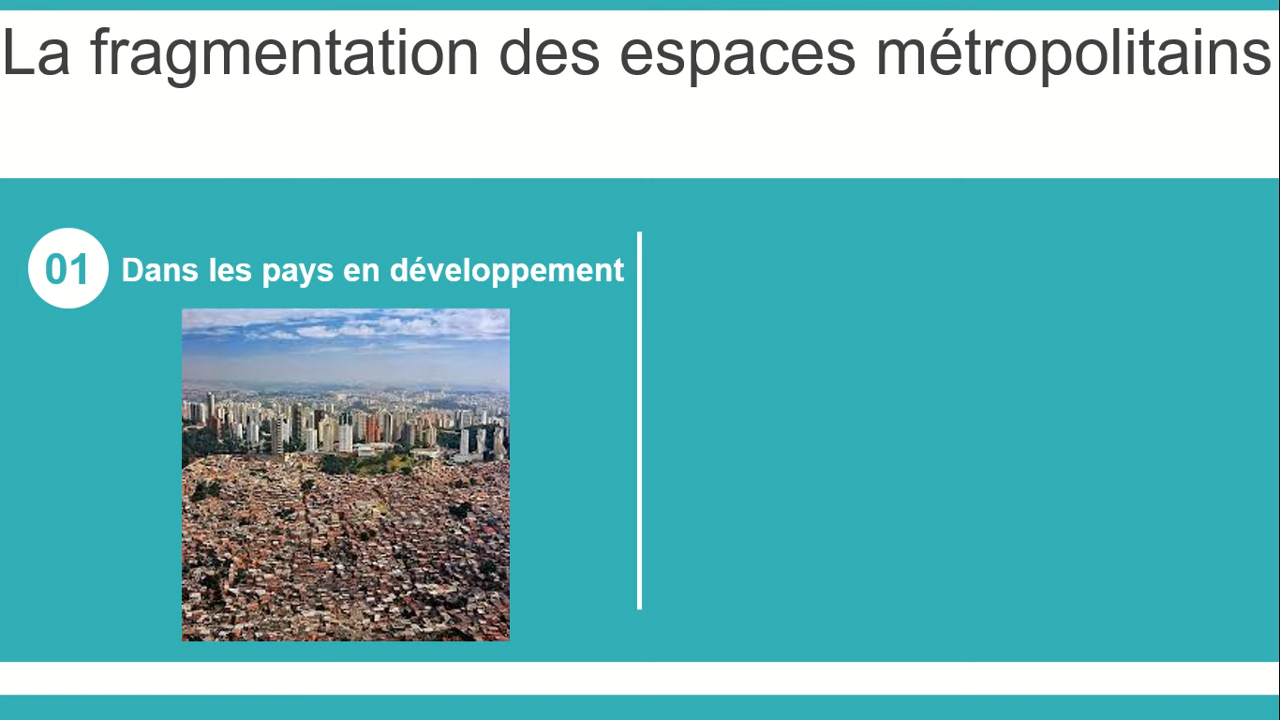 La fragmentation des espaces métropolitains
01 Dans les pays en développement